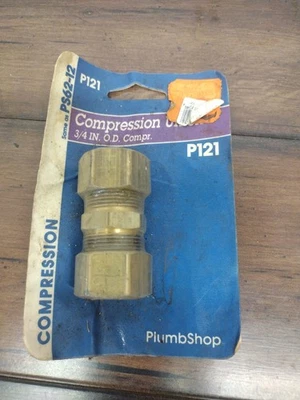 P121
Same as PS62-12
Compression
3/4 IN. O.D. Compr.
P121
COMPRESSION
PlumbShop